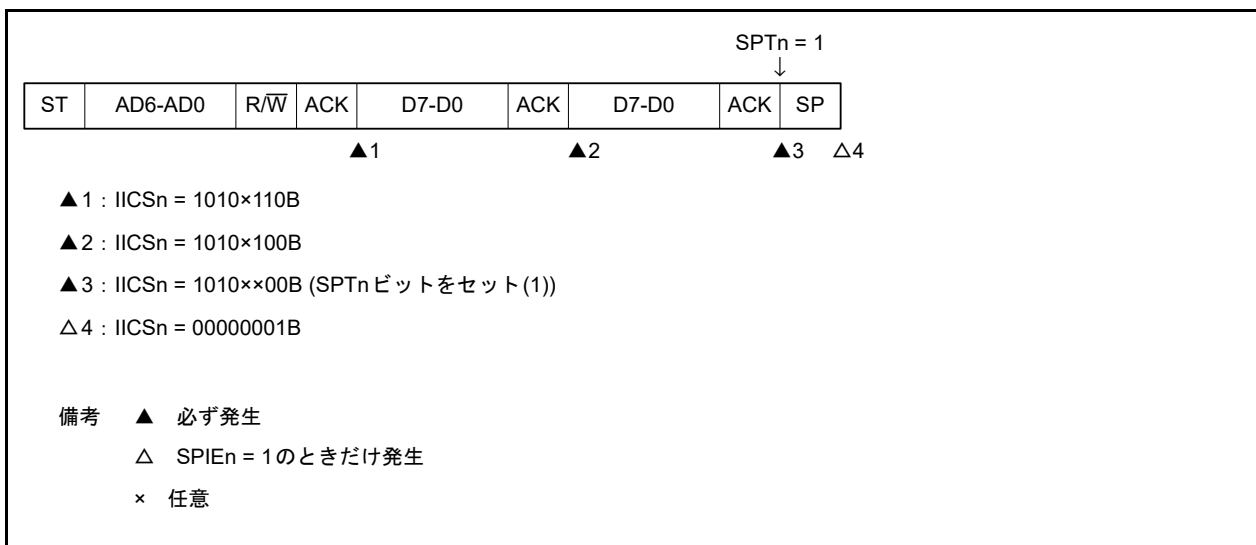 SPTn = 1
↓
ST AD6-AD0 R/W̅ ACK D7-D0 ACK D7-D0 ACK SP
▲1 ▲2 ▲3 △4
▲1：IICSn = 1010×110B
▲2：IICSn = 1010×100B
▲3：IICSn = 1010××00B (SPTnビットをセット(1))
△4：IICSn = 00000001B
備考 ▲ 必ず発生
△ SPIEn = 1のときだけ発生
× 任意